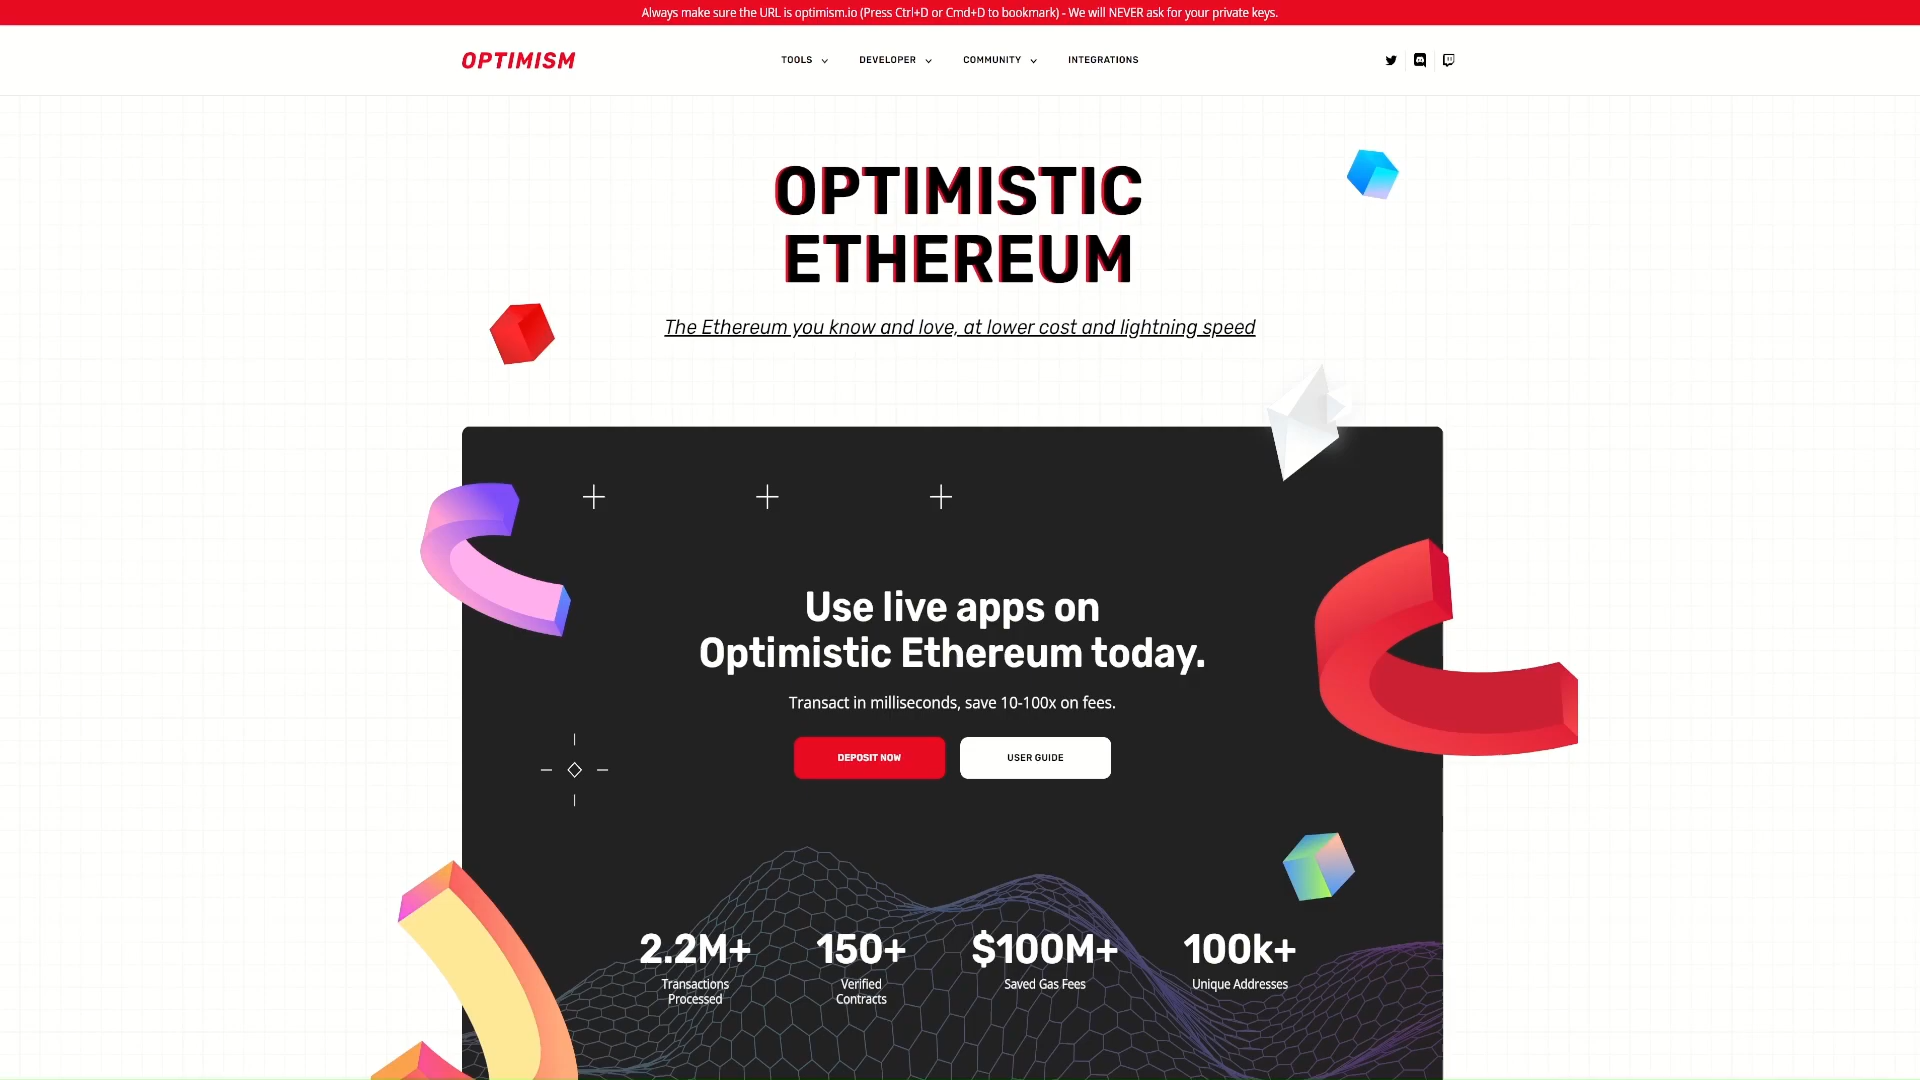 Always make sure the URL is optimism.io (Press Ctrl+D or Cmd+D to bookmark) - We will NEVER ask for your private keys.
OPTIMISM
TOOLS
DEVELOPER
COMMUNITY
INTEGRATIONS
OPTIMISTIC
ETHEREUM
The Ethereum you know and love, at lower cost and lightning speed
Use live apps on
Optimistic Ethereum today.
Transact in milliseconds, save 10-100x on fees.
DEPOSIT NOW
USER GUIDE
2.2M+
Transactions
Processed
150+
Verified
Contracts
$100M+
Saved Gas Fees
100k+
Unique Addresses